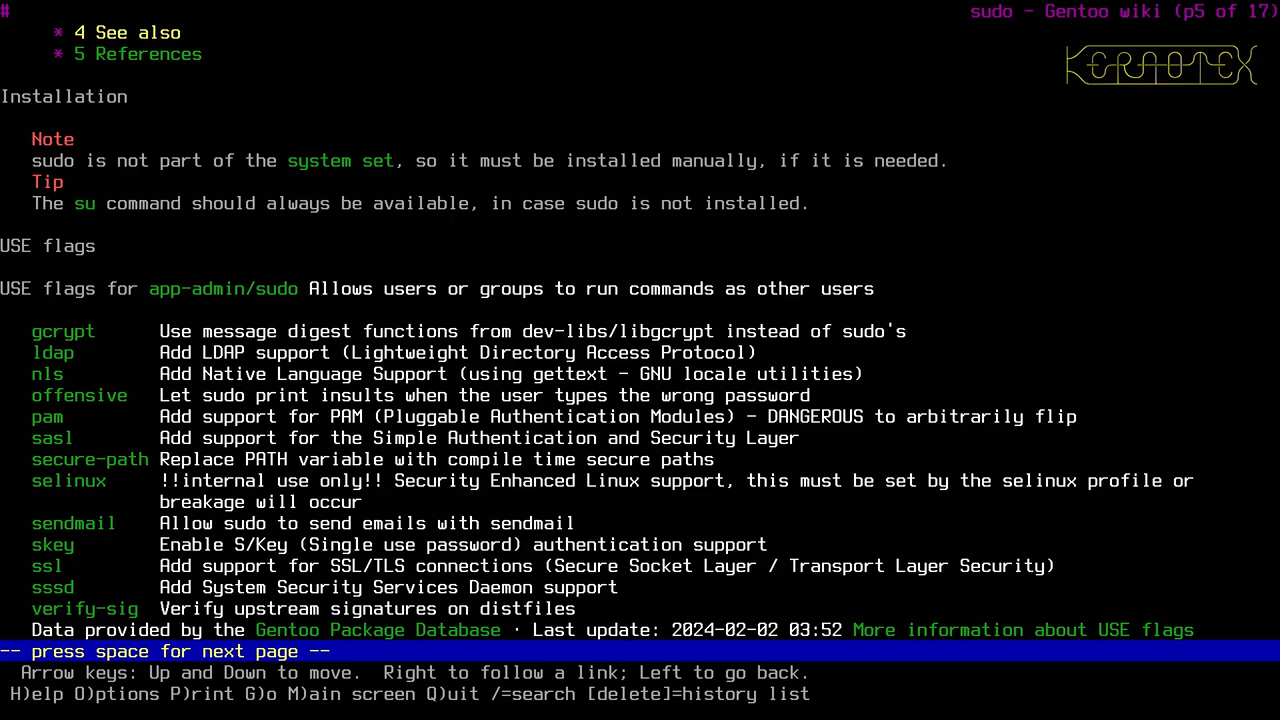 #                                        sudo - Gentoo wiki (p5 of 17)
* 4 See also
* 5 References
KERAOTEX
Installation
Note
sudo is not part of the system set, so it must be installed manually, if it is needed.
Tip
The su command should always be available, in case sudo is not installed.
USE flags
USE flags for app-admin/sudo Allows users or groups to run commands as other users
gcrypt Use message digest functions from dev-libs/libgcrypt instead of sudo's
ldap Add LDAP support (Lightweight Directory Access Protocol)
nls Add Native Language Support (using gettext - GNU locale utilities)
offensive Let sudo print insults when the user types the wrong password
pam Add support for PAM (Pluggable Authentication Modules) - DANGEROUS to arbitrarily flip
sasl Add support for the Simple Authentication and Security Layer
secure-path Replace PATH variable with compile time secure paths
selinux !!internal use only!! Security Enhanced Linux support, this must be set by the selinux profile or
breakage will occur
sendmail Allow sudo to send emails with sendmail
skey Enable S/Key (Single use password) authentication support
ssl Add support for SSL/TLS connections (Secure Socket Layer / Transport Layer Security)
sssd Add System Security Services Daemon support
verify-sig Verify upstream signatures on distfiles
Data provided by the Gentoo Package Database · Last update: 2024-02-02 03:52 More information about USE flags
-- press space for next page --
Arrow keys: Up and Down to move. Right to follow a link; Left to go back.
H)elp O)ptions P)rint G)o M)ain screen Q)uit /=search [delete]=history list